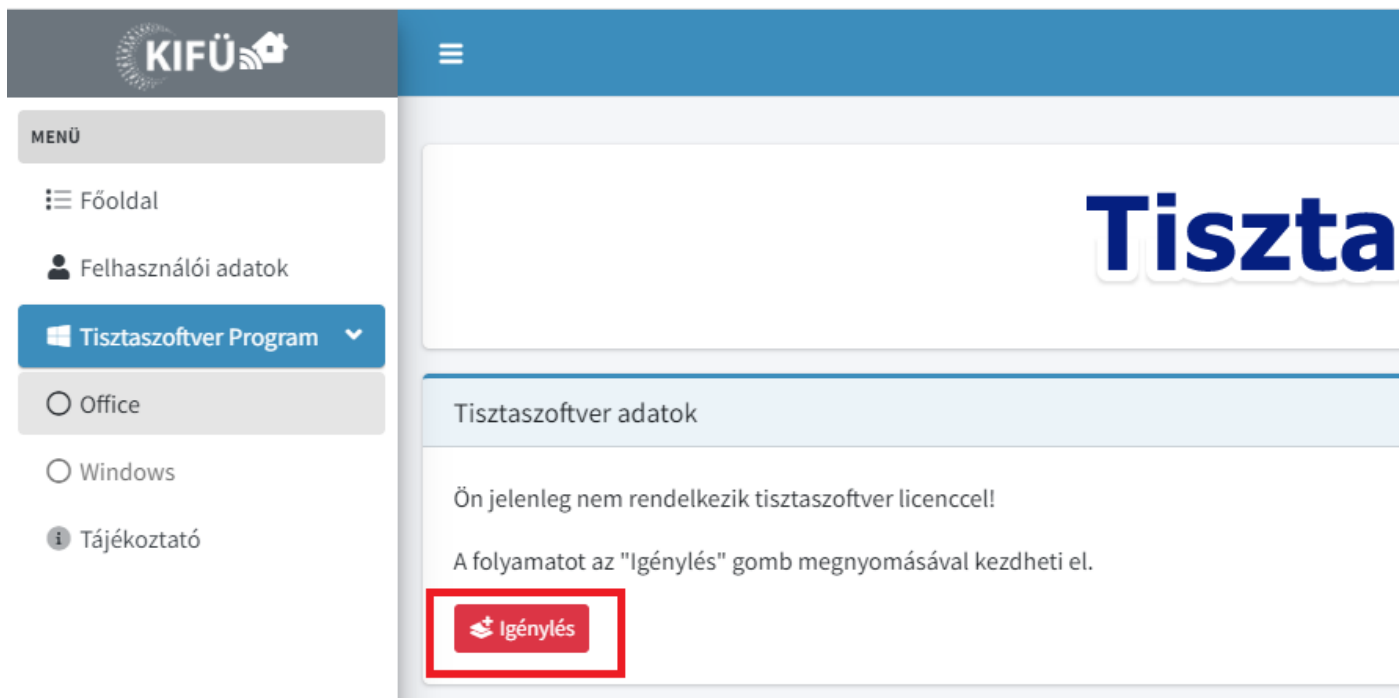 KIFÜ
MENÜ
Főoldal
Felhasználói adatok
Tisztaszoftver Program
Office
Windows
Tájékoztató
Tiszta
Tisztaszoftver adatok
Ön jelenleg nem rendelkezik tisztaszoftver licenccel!
A folyamatot az "Igénylés" gomb megnyomásával kezdheti el.
Igénylés